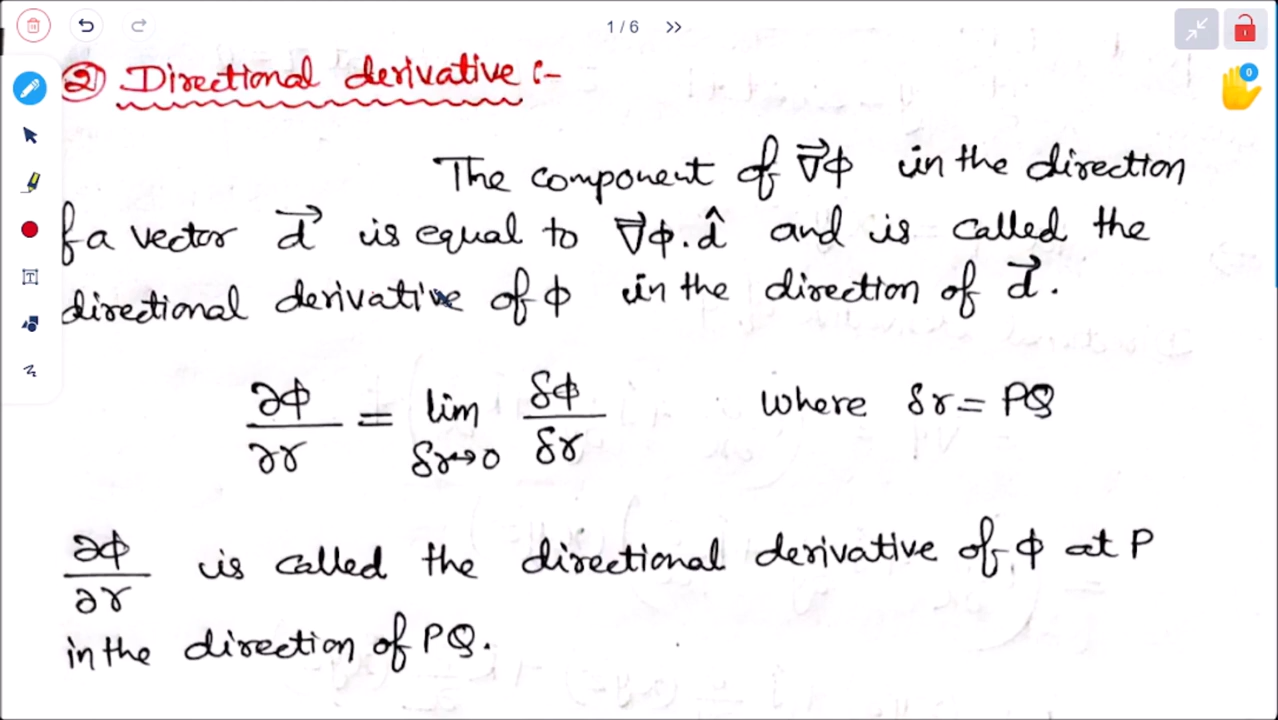 1 / 6 >>
0
② Directional derivative :-
The component of ∇⃗ϕ in the direction
of a vector d⃗ is equal to ∇⃗ϕ.d̂ and is called the
directional derivative of ϕ in the direction of d⃗.
∂ϕ/∂r = lim δr→0 δϕ/δr where δr = PQ
∂ϕ/∂r is called the directional derivative of ϕ at P
in the direction of PQ.